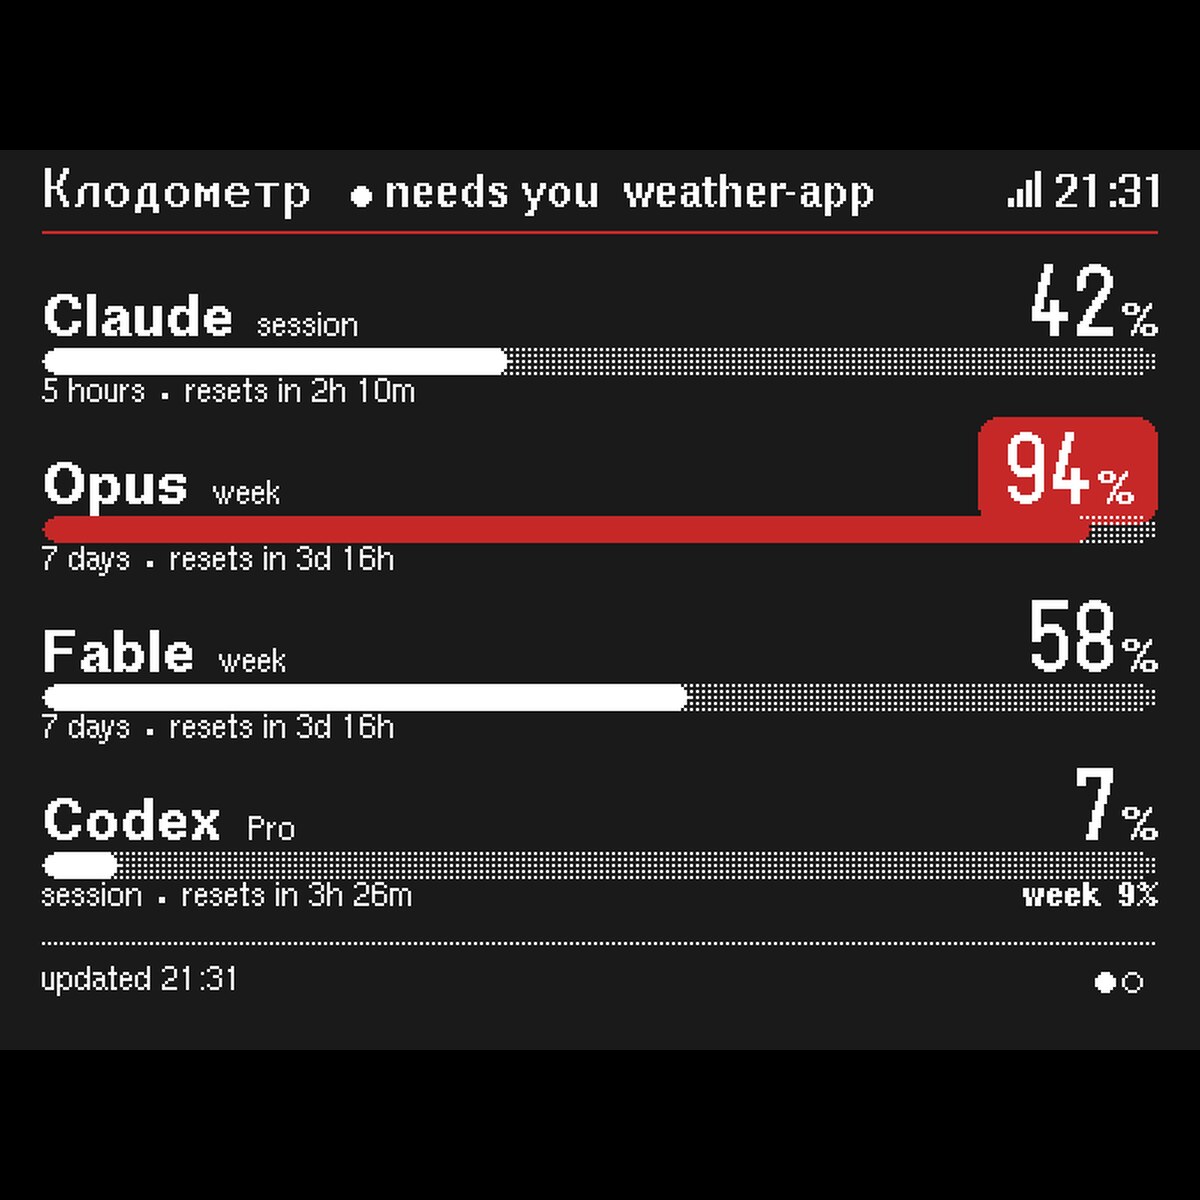 Клодометр ● needs you weather-app 21:31
Claude session 42%
5 hours • resets in 2h 10m
Opus week 94%
7 days • resets in 3d 16h
Fable week 58%
7 days • resets in 3d 16h
Codex Pro 7%
session • resets in 3h 26m week 9%
updated 21:31